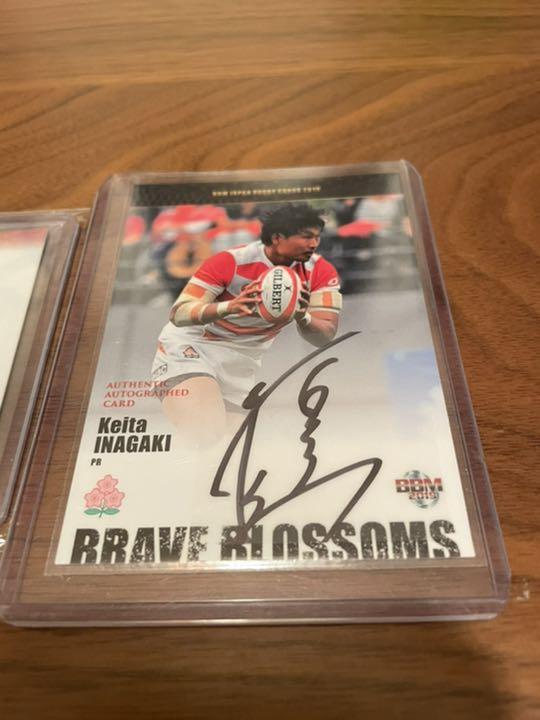 BBM JAPAN RUGBY CARDS 2019
GILBERT
AUTHENTIC
AUTOGRAPHED
CARD
Keita
INAGAKI
PR
BBM
2019
BRAVE BLOSSOMS